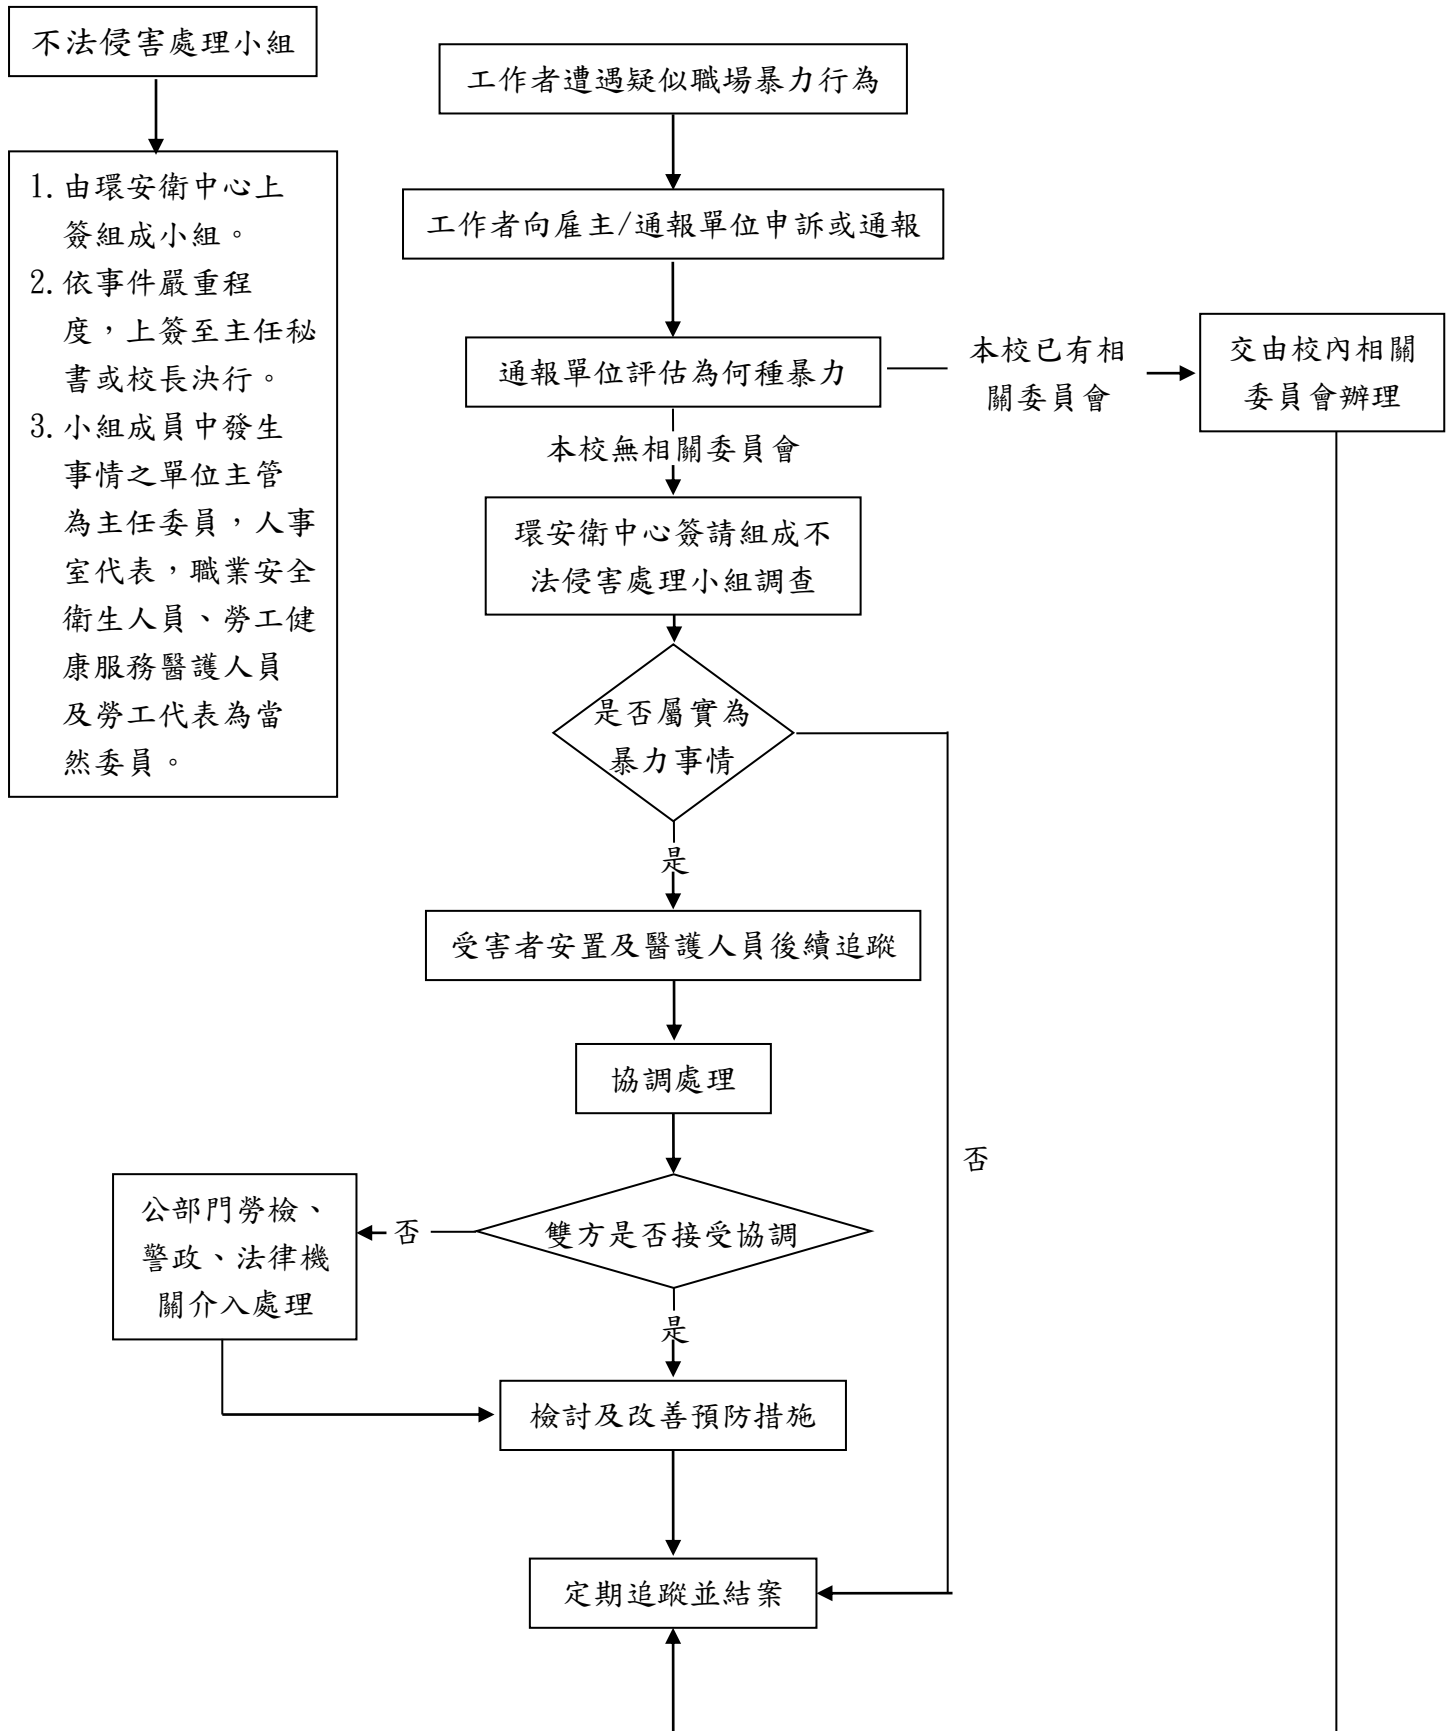 不法侵害處理小組
1.由環安衛中心上
簽組成小組。
2.依事件嚴重程
度，上簽至主任秘
書或校長決行。
3.小組成員中發生
事情之單位主管
為主任委員，人事
室代表，職業安全
衛生人員、勞工健
康服務醫護人員
及勞工代表為當
然委員。
工作者遭遇疑似職場暴力行為
工作者向雇主/通報單位申訴或通報
通報單位評估為何種暴力
本校已有相
關委員會
交由校內相關
委員會辦理
本校無相關委員會
環安衛中心簽請組成不
法侵害處理小組調查
是否屬實為
暴力事情
是
受害者安置及醫護人員後續追蹤
協調處理
否
雙方是否接受協調
否
公部門勞檢、
警政、法律機
關介入處理
是
檢討及改善預防措施
定期追蹤並結案